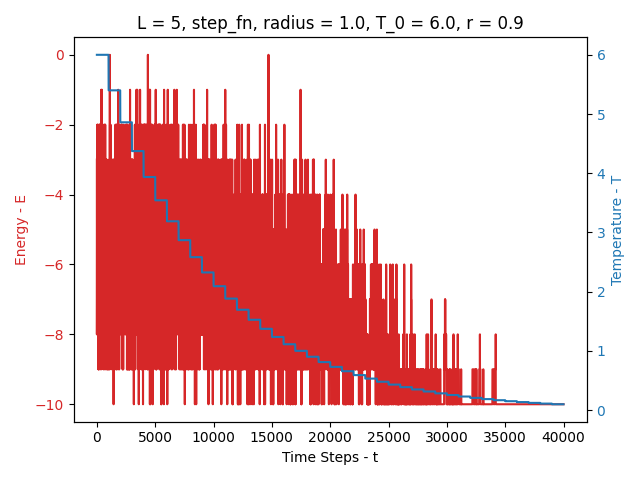 L = 5, step_fn, radius = 1.0, T_0 = 6.0, r = 0.9
0
−2
−4
−6
−8
−10
Energy - E
6
5
4
3
2
1
0
Temperature - T
0 5000 10000 15000 20000 25000 30000 35000 40000
Time Steps - t